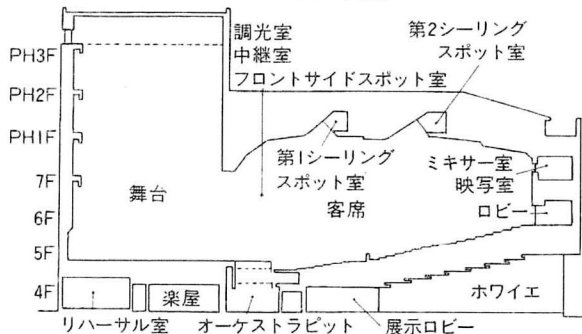 調光室
中継室
フロントサイドスポット室
第2シーリング
スポット室
PH3F
PH2F
PH1F
7F
6F
5F
4F
第1シーリング
スポット室
舞台
客席
ミキサー室
映写室
ロビー
楽屋
ホワイエ
リハーサル室
オーケストラピット
展示ロビー